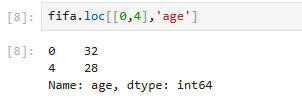 [8]: fifa.loc[[0,4],'age']
[8]: 0    32
4    28
Name: age, dtype: int64